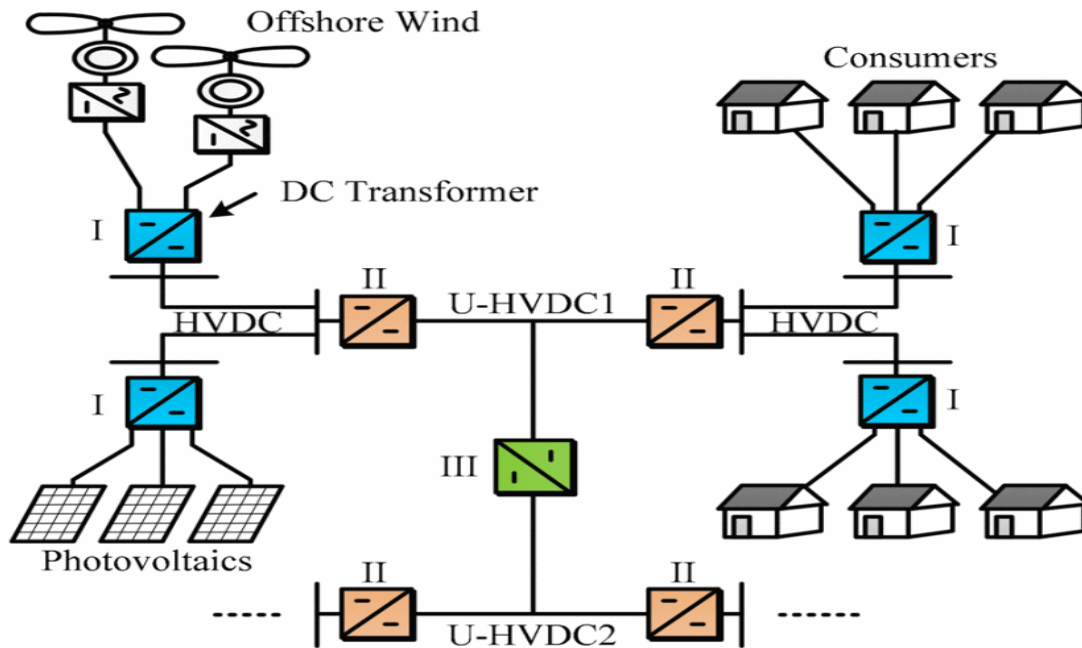 Offshore Wind
Consumers
DC Transformer
I
I
II
II
U-HVDC1
HVDC
HVDC
I
I
III
Photovoltaics
II
II
U-HVDC2